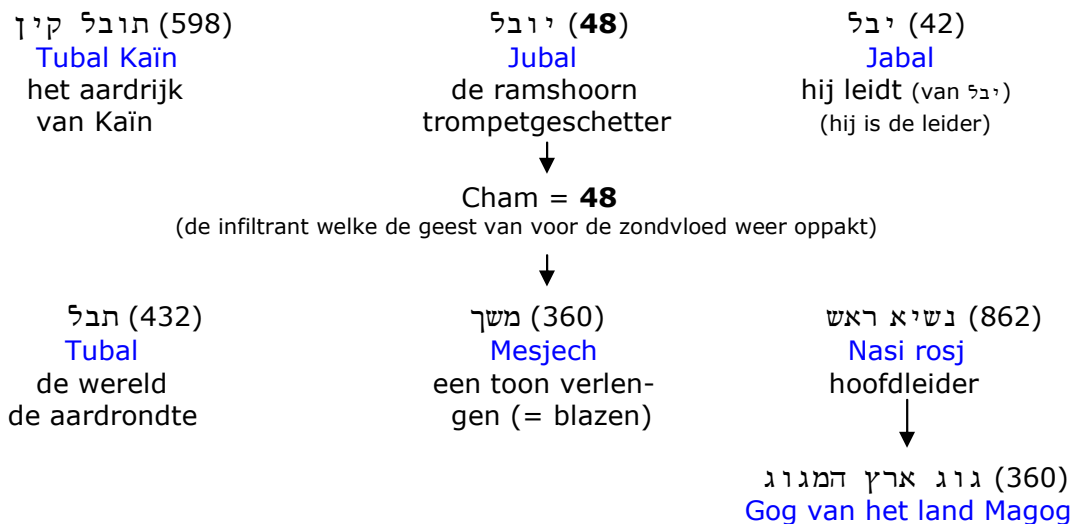 תובל קין (598)
Tubal Kaïn
het aardrijk
van Kaïn
יובל (48)
Jubal
de ramshoorn
trompetgeschetter
יבל (42)
Jabal
hij leidt (van יבל)
(hij is de leider)
Cham = 48
(de infiltrant welke de geest van voor de zondvloed weer oppakt)
תבל (432)
Tubal
de wereld
de aardrondte
משך (360)
Mesjech
een toon verlen-
gen (= blazen)
נשיא ראש (862)
Nasi rosj
hoofdleider
גוג ארץ המגוג (360)
Gog van het land Magog